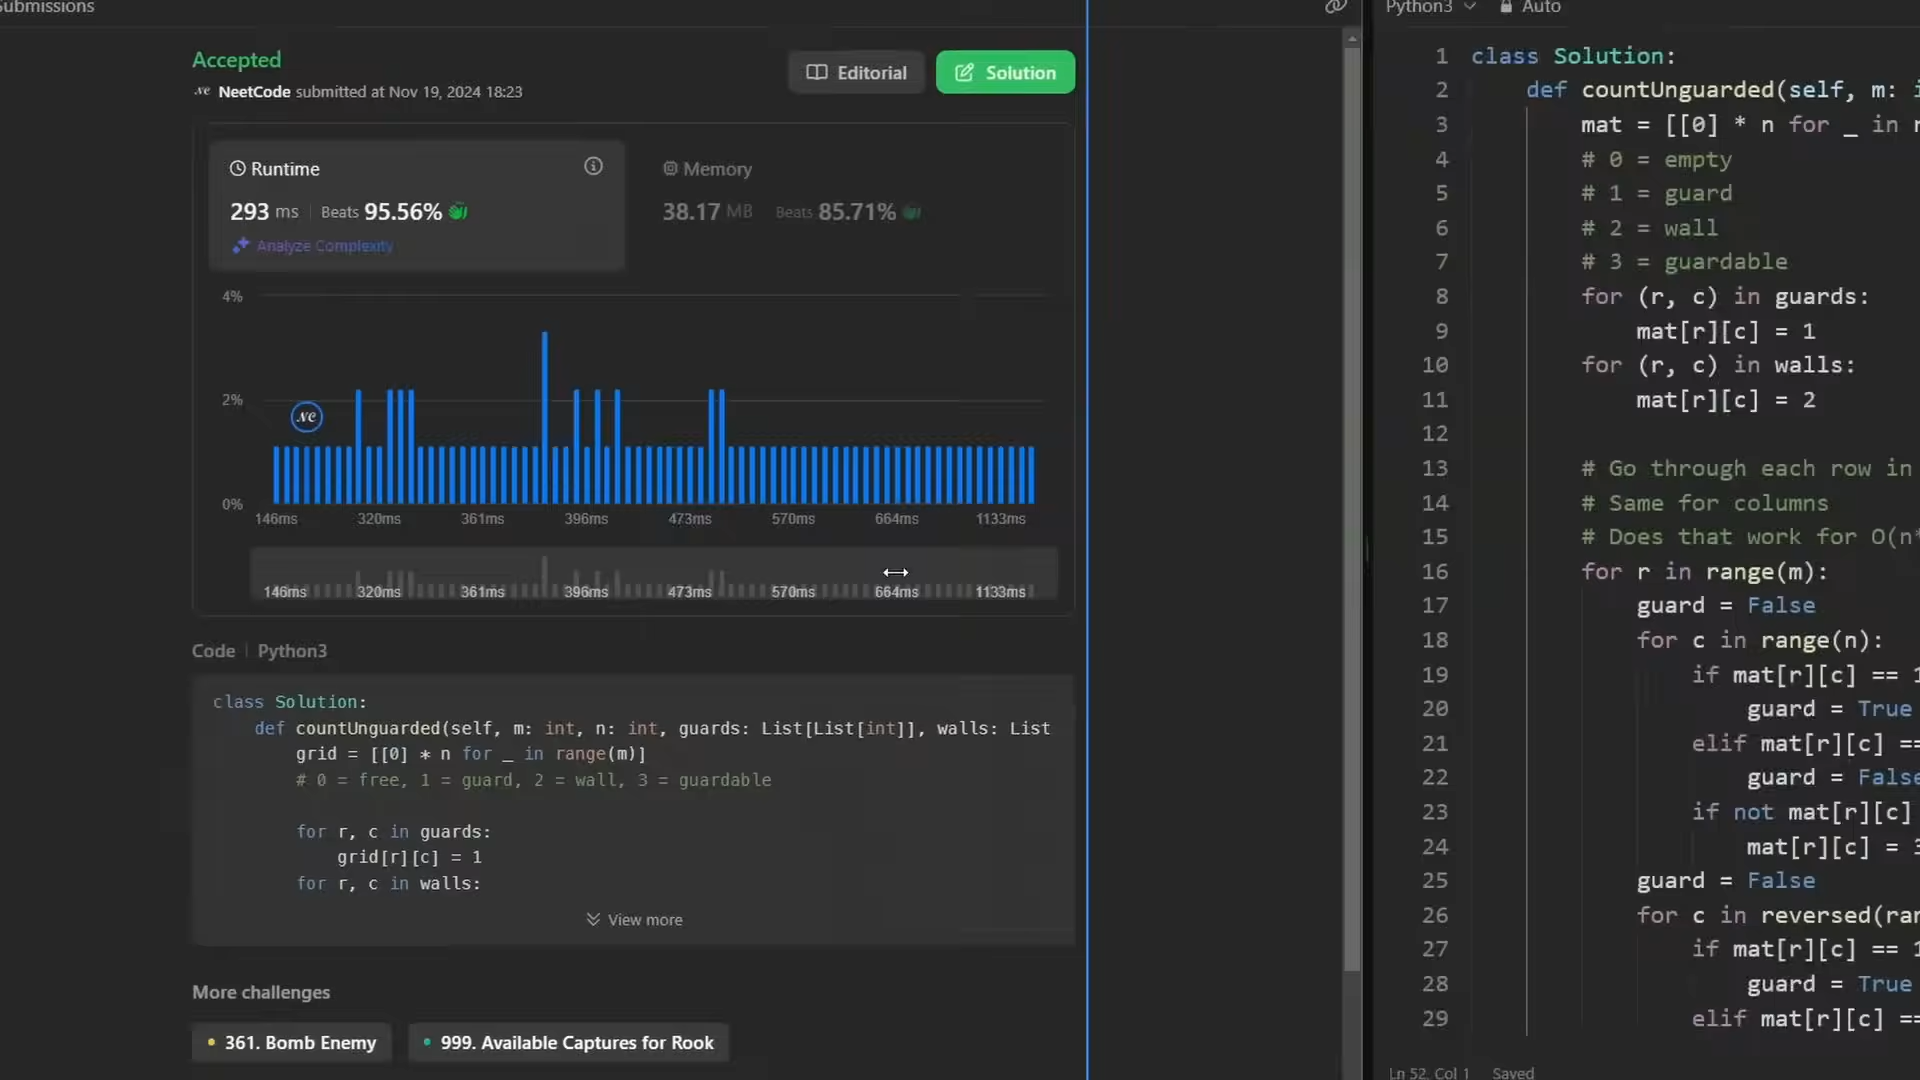 Submissions
Accepted
NeetCode submitted at Nov 19, 2024 18:23
Editorial
Solution
Runtime
293 ms | Beats 95.56%
Analyze Complexity
Memory
38.17 MB Beats 85.71%
4%
2%
0%
146ms 320ms 361ms 396ms 473ms 570ms 664ms 1133ms
146ms 320ms 361ms 396ms 473ms 570ms 664ms 1133ms
Code | Python3
class Solution:
def countUnguarded(self, m: int, n: int, guards: List[List[int]], walls: List
grid = [[0] * n for _ in range(m)]
# 0 = free, 1 = guard, 2 = wall, 3 = guardable
for r, c in guards:
grid[r][c] = 1
for r, c in walls:
View more
More challenges
361. Bomb Enemy
999. Available Captures for Rook
Python3 Auto
1 class Solution:
2 def countUnguarded(self, m: i
3 mat = [[0] * n for _ in r
4 # 0 = empty
5 # 1 = guard
6 # 2 = wall
7 # 3 = guardable
8 for (r, c) in guards:
9 mat[r][c] = 1
10 for (r, c) in walls:
11 mat[r][c] = 2
12
13 # Go through each row in
14 # Same for columns
15 # Does that work for O(n*
16 for r in range(m):
17 guard = False
18 for c in range(n):
19 if mat[r][c] == 1
20 guard = True
21 elif mat[r][c] ==
22 guard = False
23 if not mat[r][c]
24 mat[r][c] = 3
25 guard = False
26 for c in reversed(ran
27 if mat[r][c] == 1
28 guard = True
29 elif mat[r][c] ==
Ln 52, Col 1 Saved